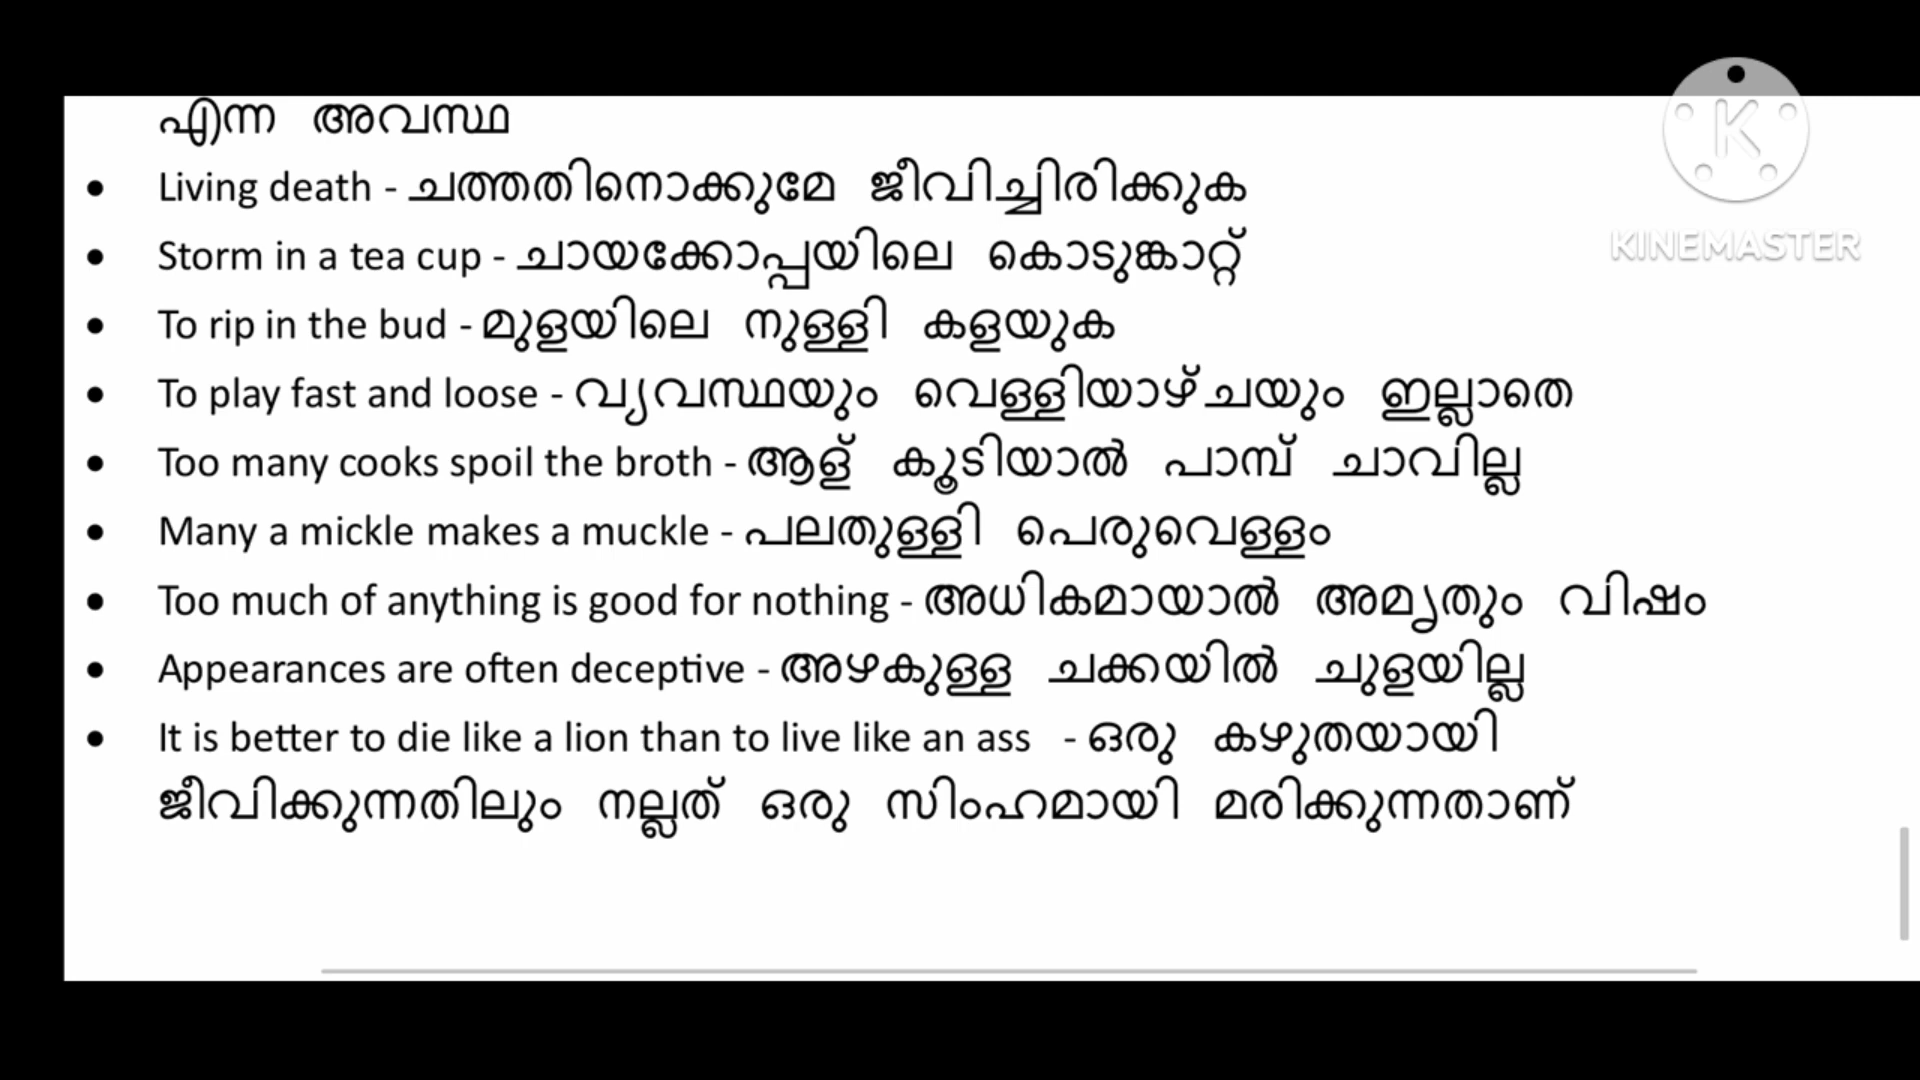 എന്ന അവസ്ഥ
• Living death - ചത്തതിനൊക്കുമേ ജീവിച്ചിരിക്കുക
• Storm in a tea cup - ചായക്കോപ്പയിലെ കൊടുങ്കാറ്റ്
• To rip in the bud - മുളയിലെ നുള്ളി കളയുക
• To play fast and loose - വ്യവസ്ഥയും വെള്ളിയാഴ്ചയും ഇല്ലാതെ
• Too many cooks spoil the broth - ആള് കൂടിയാൽ പാമ്പ് ചാവില്ല
• Many a mickle makes a muckle - പലതുള്ളി പെരുവെള്ളം
• Too much of anything is good for nothing - അധികമായാൽ അമൃതും വിഷം
• Appearances are often deceptive - അഴകുള്ള ചക്കയിൽ ചുളയില്ല
• It is better to die like a lion than to live like an ass - ഒരു കഴുതയായി
ജീവിക്കുന്നതിലും നല്ലത് ഒരു സിംഹമായി മരിക്കുന്നതാണ്
K
KINEMASTER